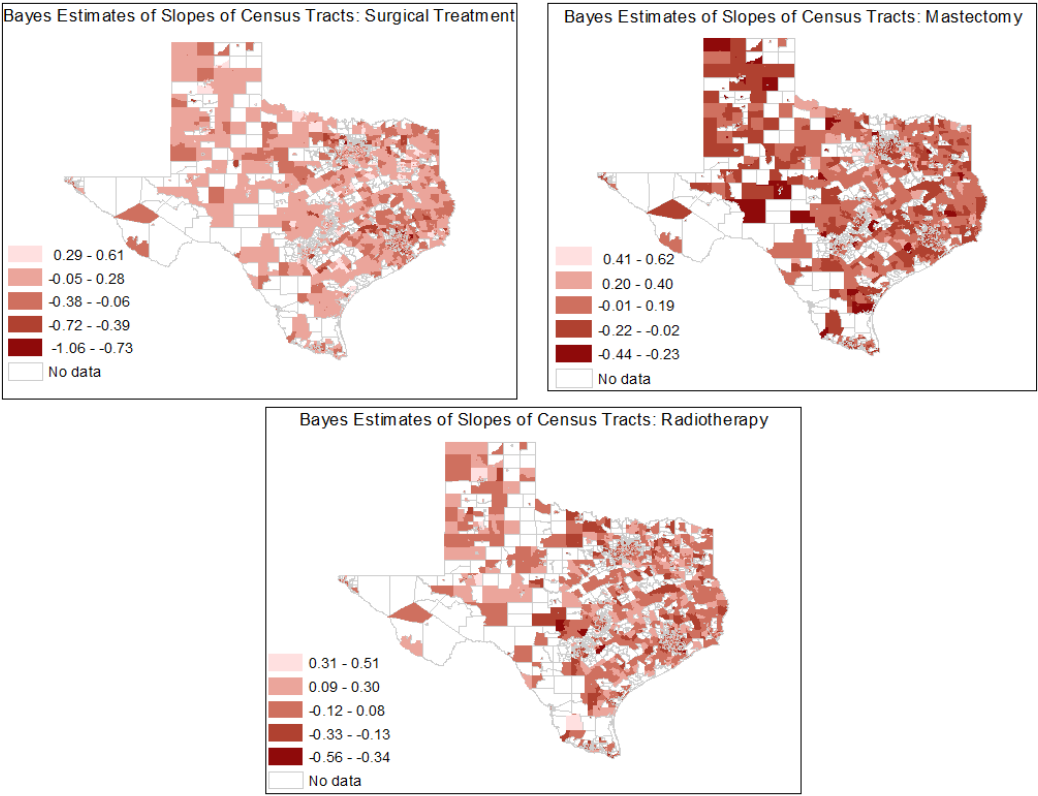 Bayes Estimates of Slopes of Census Tracts: Surgical Treatment
0.29 - 0.61
-0.05 - 0.28
-0.38 - -0.06
-0.72 - -0.39
-1.06 - -0.73
No data
Bayes Estimates of Slopes of Census Tracts: Mastectomy
0.41 - 0.62
0.20 - 0.40
-0.01 - 0.19
-0.22 - -0.02
-0.44 - -0.23
No data
Bayes Estimates of Slopes of Census Tracts: Radiotherapy
0.31 - 0.51
0.09 - 0.30
-0.12 - 0.08
-0.33 - -0.13
-0.56 - -0.34
No data